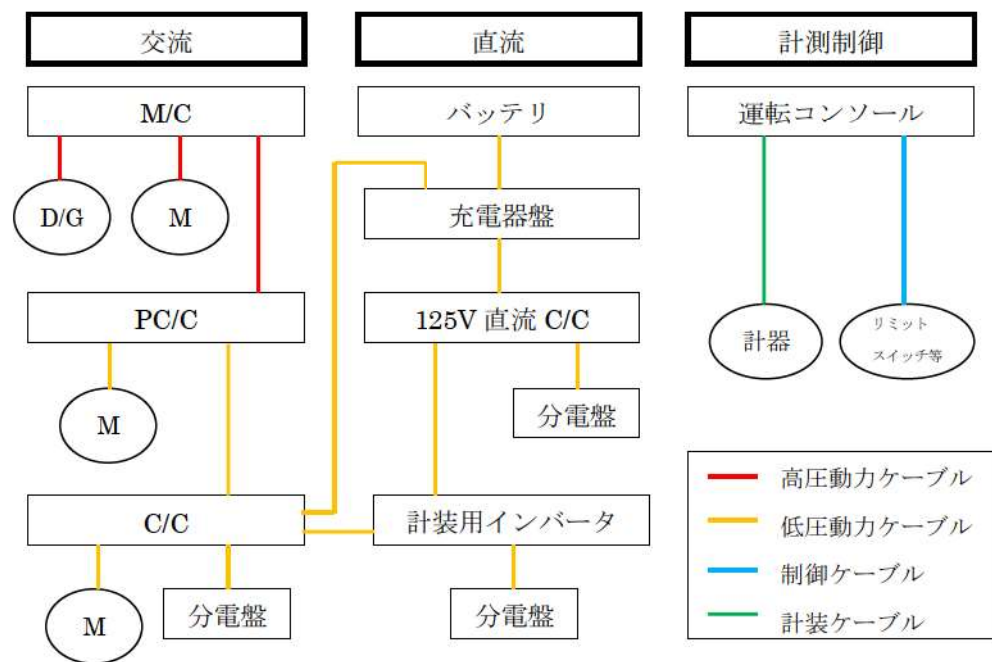 交流
直流
計測制御
M/C
バッテリ
運転コンソール
D/G
M
充電器盤
PC/C
125V 直流 C/C
計器
リミット
スイッチ等
M
分電盤
C/C
計装用インバータ
M
分電盤
分電盤
高圧動力ケーブル
低圧動力ケーブル
制御ケーブル
計装ケーブル